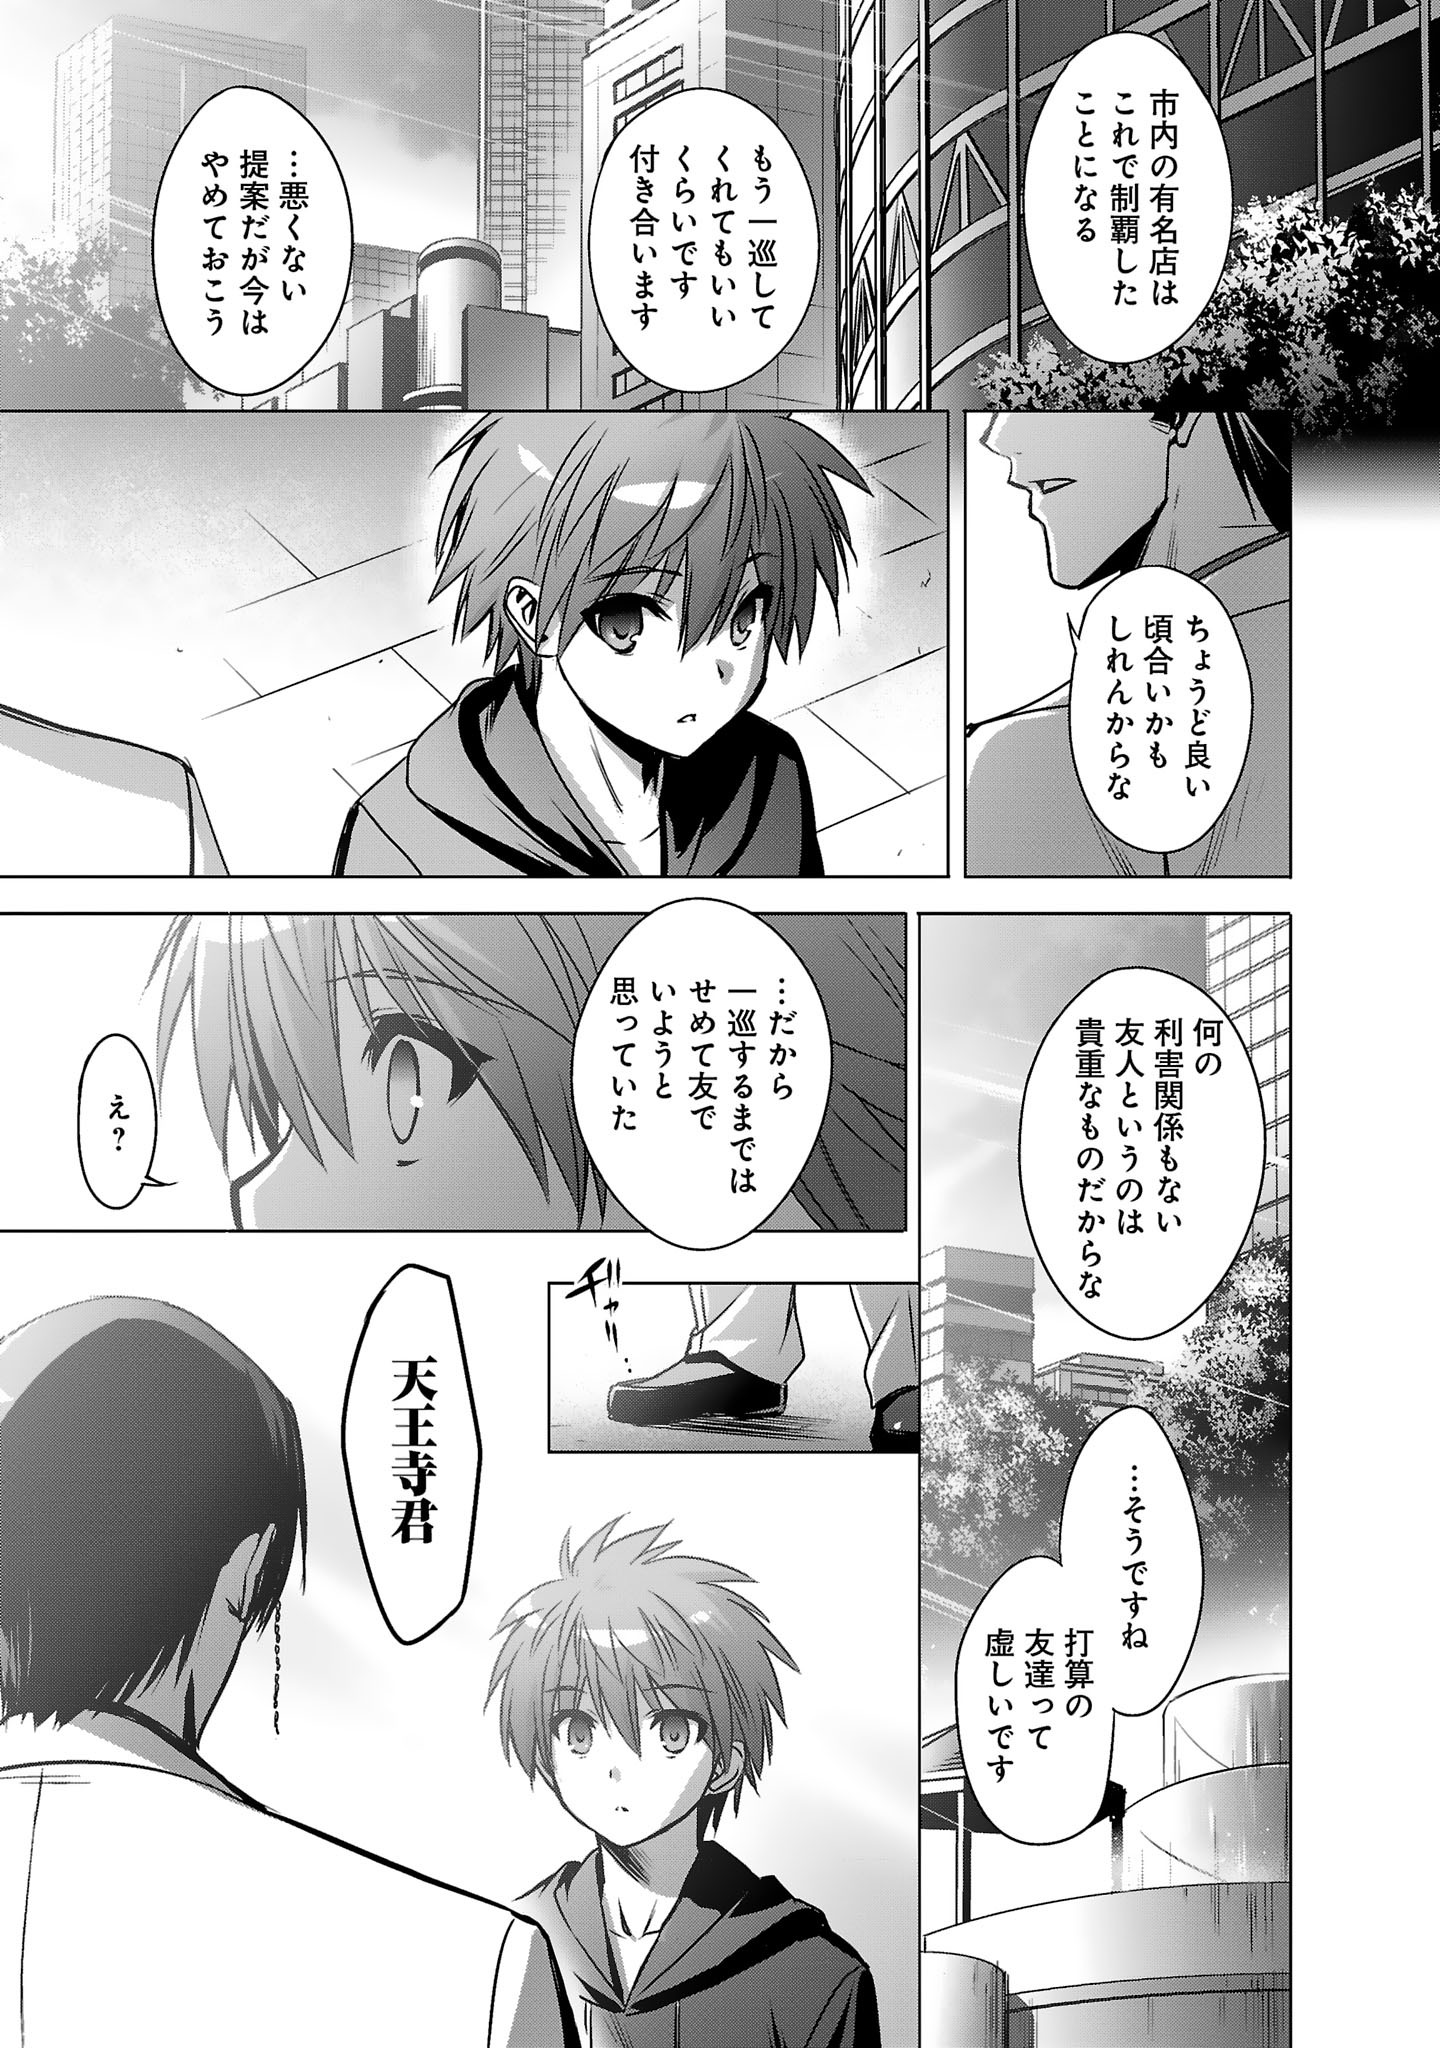 市内の有名店は
これで制覇した
ことになる
もう一巡して
くれてもいい
くらいです
付き合います
…悪くない
提案だが今は
やめておこう
ちょうど良い
頃合いかも
しれんからな
何の
利害関係もない
友人というのは
貴重なものだからな
…そうですね
打算の
友達って
虚しいです
…だから
一巡するまでは
せめて友で
いようと
思っていた
え?
ギャリ…
天王寺君